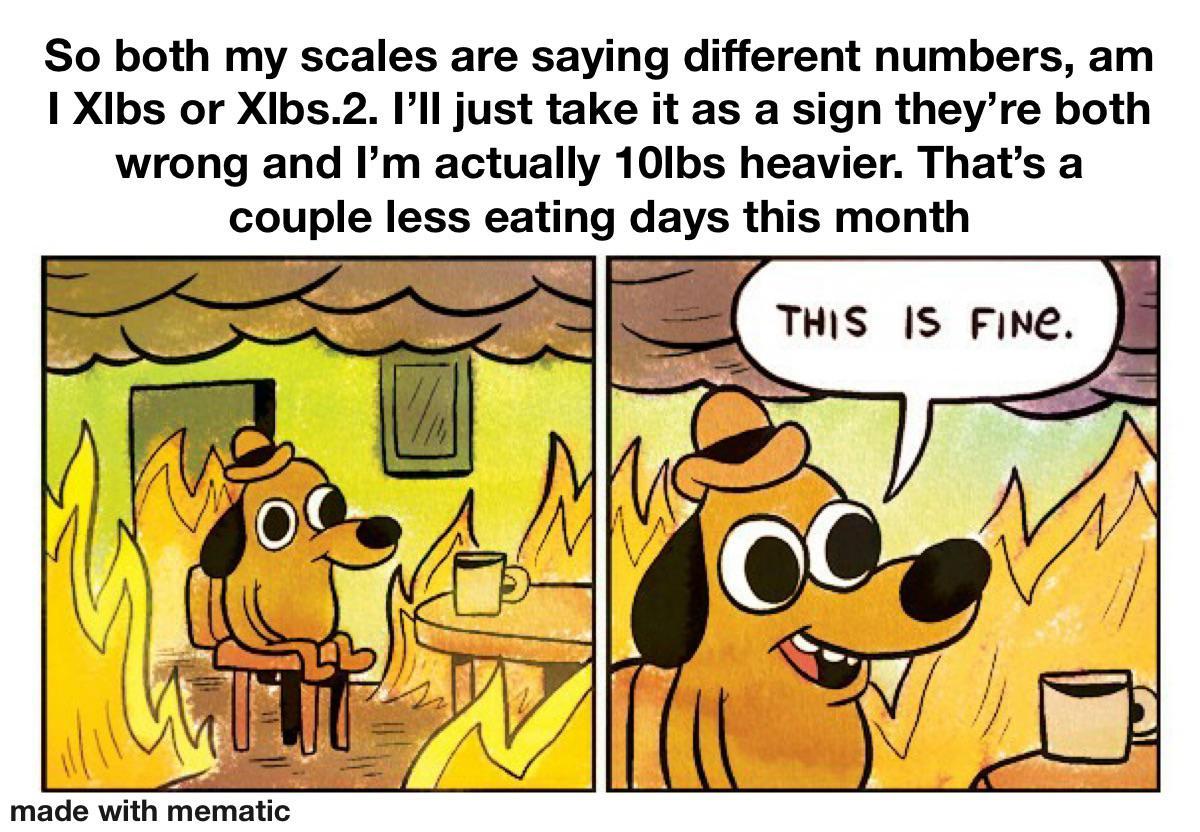 So both my scales are saying different numbers, am
I Xlbs or Xlbs.2. I’ll just take it as a sign they’re both
wrong and I’m actually 10lbs heavier. That’s a
couple less eating days this month
THIS IS FINe.
made with mematic